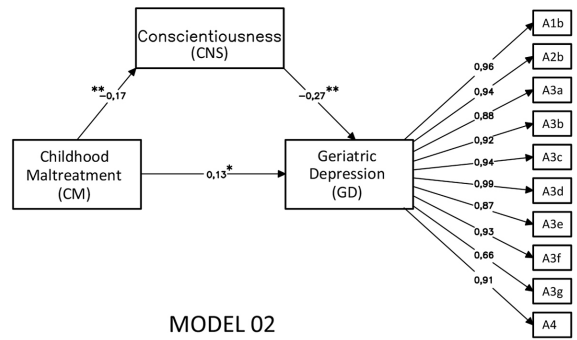 Conscientiousness
(CNS)
**-0,17
-0,27**
Childhood
Maltreatment
(CM)
0,13*
Geriatric
Depression
(GD)
0,96
0,94
0,88
0,92
0,94
0,99
0,87
0,93
0,66
0,91
A1b
A2b
A3a
A3b
A3c
A3d
A3e
A3f
A3g
A4
MODEL 02